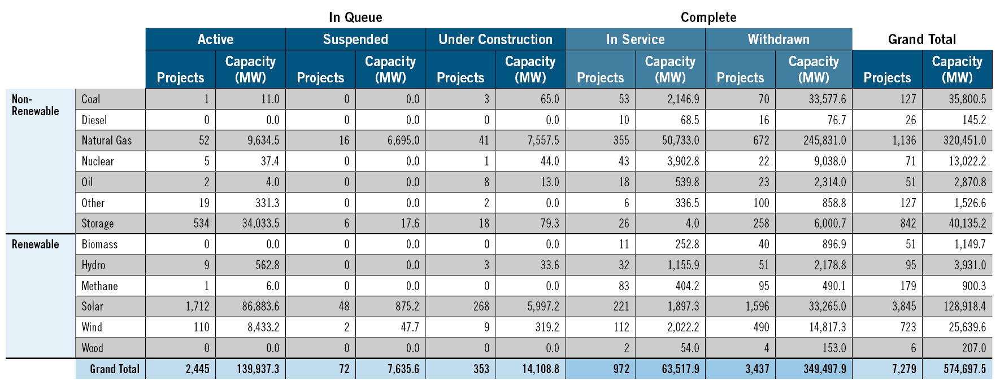 In Queue Complete
Active Suspended Under Construction In Service Withdrawn Grand Total
Projects Capacity (MW) Projects Capacity (MW) Projects Capacity (MW) Projects Capacity (MW) Projects Capacity (MW) Projects Capacity (MW)
Non-Renewable Coal 1 11.0 0 0.0 3 65.0 53 2,146.9 70 33,577.6 127 35,800.5
Diesel 0 0.0 0 0.0 0 0.0 10 68.5 16 76.7 26 145.2
Natural Gas 52 9,634.5 16 6,695.0 41 7,557.5 355 50,733.0 672 245,831.0 1,136 320,451.0
Nuclear 5 37.4 0 0.0 1 44.0 43 3,902.8 22 9,038.0 71 13,022.2
Oil 2 4.0 0 0.0 8 13.0 18 539.8 23 2,314.0 51 2,870.8
Other 19 331.3 0 0.0 2 0.0 6 336.5 100 858.8 127 1,526.6
Storage 534 34,033.5 6 17.6 18 79.3 26 4.0 258 6,000.7 842 40,135.2
Renewable Biomass 0 0.0 0 0.0 0 0.0 11 252.8 40 896.9 51 1,149.7
Hydro 9 562.8 0 0.0 3 33.6 32 1,155.9 51 2,178.8 95 3,931.0
Methane 1 6.0 0 0.0 0 0.0 83 404.2 95 490.1 179 900.3
Solar 1,712 86,883.6 48 875.2 268 5,997.2 221 1,897.3 1,596 33,265.0 3,845 128,918.4
Wind 110 8,433.2 2 47.7 9 319.2 112 2,022.2 490 14,817.3 723 25,639.6
Wood 0 0.0 0 0.0 0 0.0 2 54.0 4 153.0 6 207.0
Grand Total 2,445 139,937.3 72 7,635.6 353 14,108.8 972 63,517.9 3,437 349,497.9 7,279 574,697.5